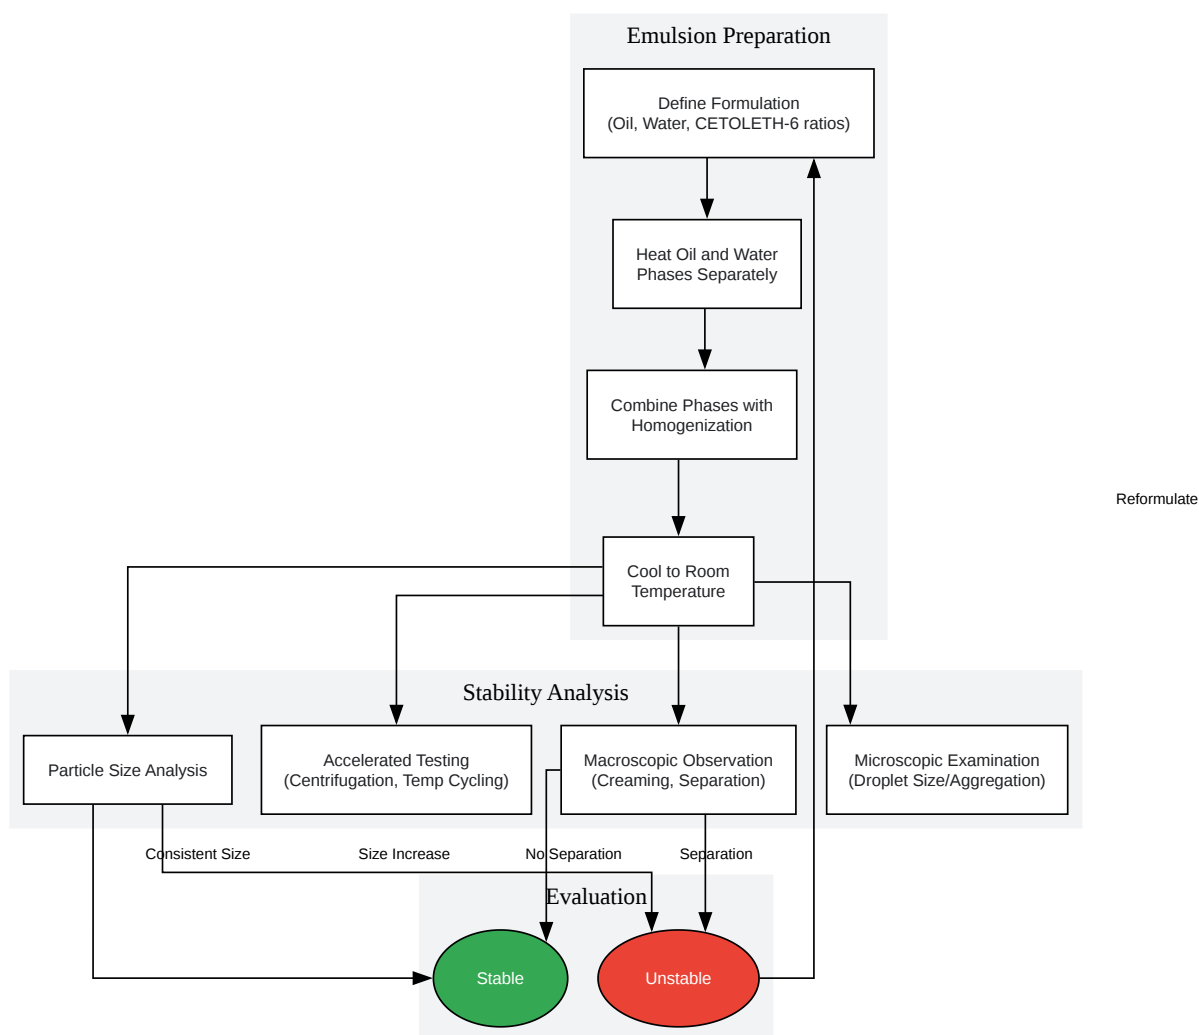 Emulsion Preparation
Define Formulation
(Oil, Water, CETOLETH-6 ratios)
Heat Oil and Water
Phases Separately
Combine Phases with
Homogenization
Reformulate
Cool to Room
Temperature
Stability Analysis
Particle Size Analysis
Accelerated Testing
(Centrifugation, Temp Cycling)
Macroscopic Observation
(Creaming, Separation)
Microscopic Examination
(Droplet Size/Aggregation)
Consistent Size
Size Increase
No Separation
Separation
Evaluation
Stable
Unstable